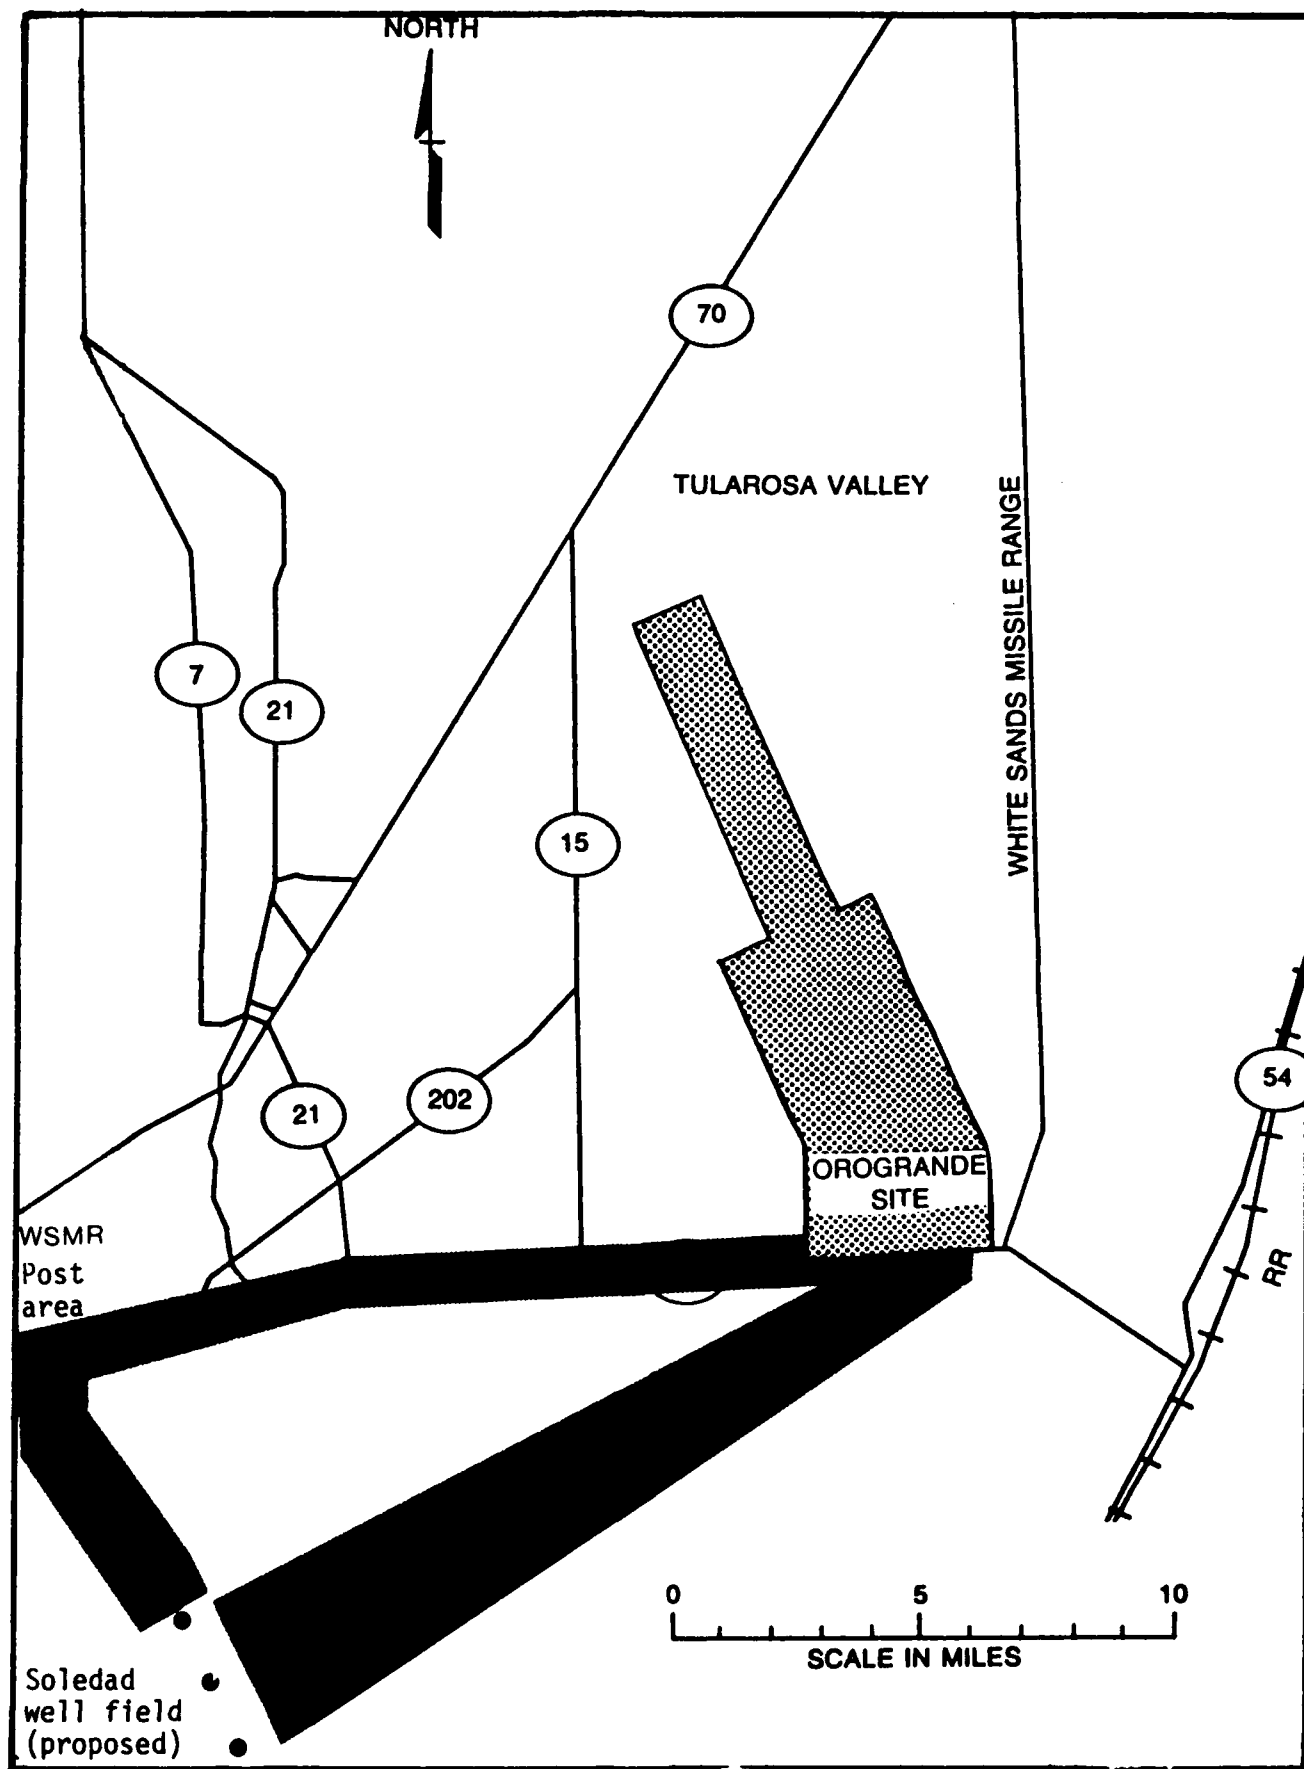 NORTH
70
TULAROSA VALLEY
WHITE SANDS MISSILE RANGE
7
21
15
54
202
21
OROGRANDE
SITE
WSMR
Post
area
RR
0 5 10
SCALE IN MILES
Soledad
well field
(proposed)